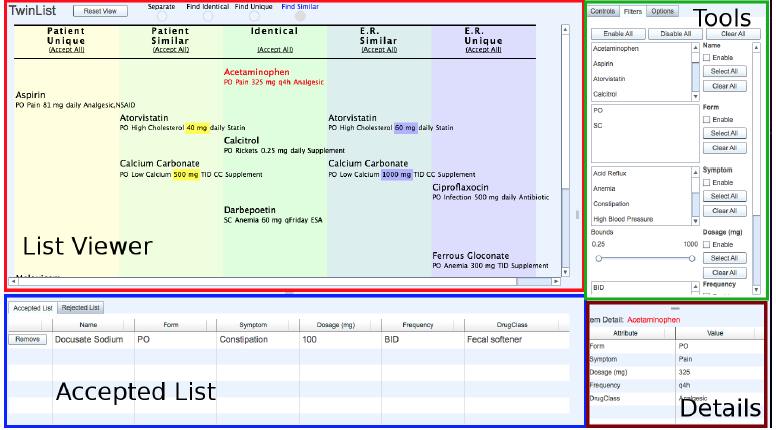 TwinList
Reset View
Separate
Find Identical
Find Unique
Find Similar
Patient Unique (Accept All)
Patient Similar (Accept All)
Identical (Accept All)
E.R. Similar (Accept All)
E.R. Unique (Accept All)
Acetaminophen
PO Pain 325 mg q4h Analgesic
Aspirin
PO Pain 81 mg daily Analgesic,NSAID
Atorvistatin
PO High Cholesterol 40 mg daily Statin
Atorvistatin
PO High Cholesterol 60 mg daily Statin
Calcitrol
PO Rickets 0.25 mg daily Supplement
Calcium Carbonate
PO Low Calcium 500 mg TID CC Supplement
Calcium Carbonate
PO Low Calcium 1000 mg TID CC Supplement
Ciprofloxacin
PO Infection 500 mg daily Antibiotic
Darbepoetin
SC Anemia 60 mg qFriday ESA
Ferrous Gloconate
PO Anemia 300 mg TID Supplement
List Viewer
Controls
Filters
Options
Tools
Enable All
Disable All
Clear All
Acetaminophen
Aspirin
Atorvistatin
Calcitrol
Name
Enable
Select All
Clear All
PO
SC
Form
Enable
Select All
Clear All
Acid Reflux
Anemia
Constipation
High Blood Pressure
Symptom
Enable
Select All
Clear All
Bounds
0.25
1000
Dosage (mg)
Enable
Select All
Clear All
BID
Frequency
Accepted List
Rejected List
Name Form Symptom Dosage (mg) Frequency DrugClass
Remove Docusate Sodium PO Constipation 100 BID Fecal softener
Accepted List
em Detail: Acetaminophen
Attribute Value
Form PO
Symptom Pain
Dosage (mg) 325
Frequency q4h
DrugClass Analgesic
Details